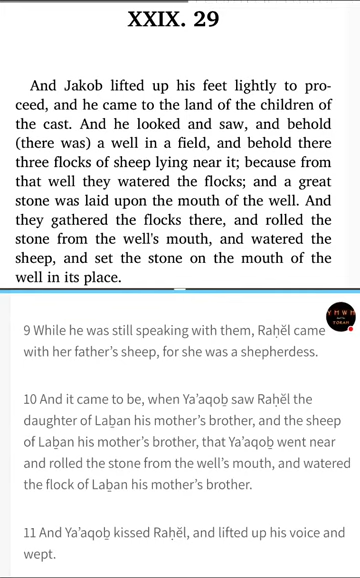 XXIX. 29
And Jakob lifted up his feet lightly to pro-
ceed, and he came to the land of the children of
the cast. And he looked and saw, and behold
(there was) a well in a field, and behold there
three flocks of sheep lying near it; because from
that well they watered the flocks; and a great
stone was laid upon the mouth of the well. And
they gathered the flocks there, and rolled the
stone from the well's mouth, and watered the
sheep, and set the stone on the mouth of the
well in its place.
Y M W M
WITH
TORAH
9 While he was still speaking with them, Raḥĕl came
with her father’s sheep, for she was a shepherdess.
10 And it came to be, when Ya’aqoḇ saw Raḥĕl the
daughter of Laḇan his mother’s brother, and the sheep
of Laḇan his mother’s brother, that Ya’aqoḇ went near
and rolled the stone from the well’s mouth, and watered
the flock of Laḇan his mother’s brother.
11 And Ya’aqoḇ kissed Raḥĕl, and lifted up his voice and
wept.